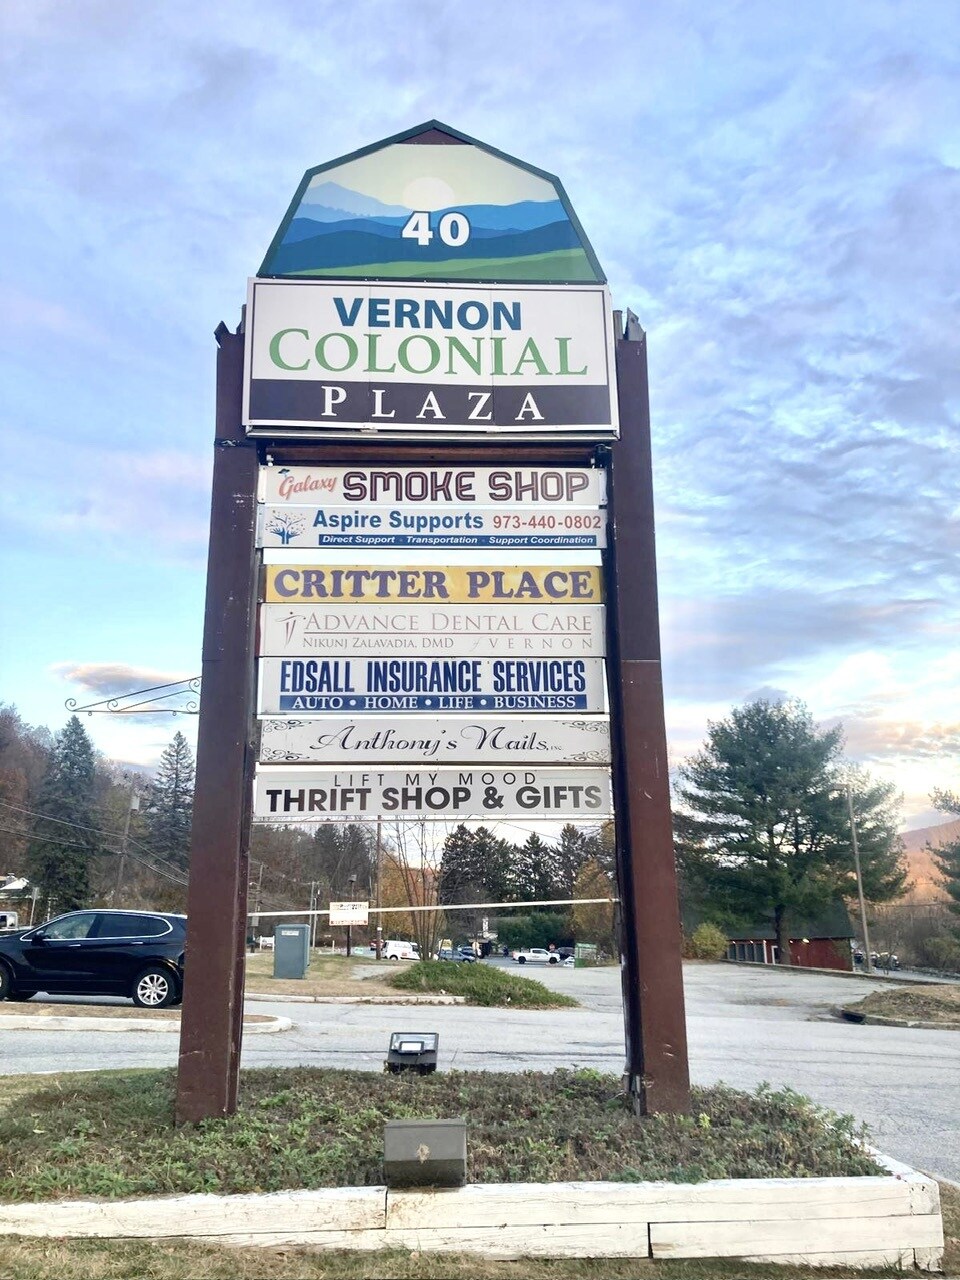 40
VERNON
COLONIAL
PLAZA
Galaxy SMOKE SHOP
Aspire Supports 973-440-0802
Direct Support · Transportation · Support Coordination
CRITTER PLACE
ADVANCE DENTAL CARE
NIKUNJ ZALAVADIA, DMD VERNON
EDSALL INSURANCE SERVICES
AUTO • HOME • LIFE • BUSINESS
Anthony's Nails, INC
LIFT MY MOOD
THRIFT SHOP & GIFTS